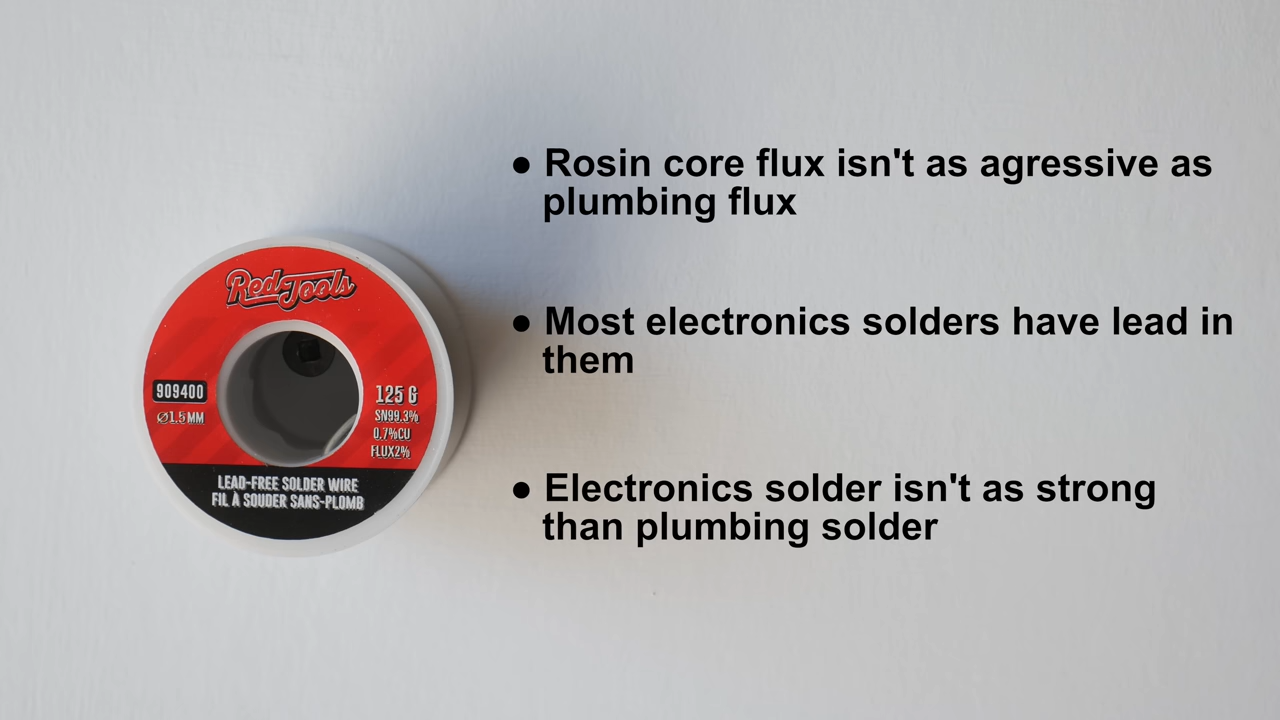 Red Tools
909400
Ø1.5MM
125 G
SN99.3%
0.7%CU
FLUX2%
LEAD-FREE SOLDER WIRE
FIL À SOUDER SANS-PLOMB
● Rosin core flux isn't as agressive as
plumbing flux
● Most electronics solders have lead in
them
● Electronics solder isn't as strong
than plumbing solder